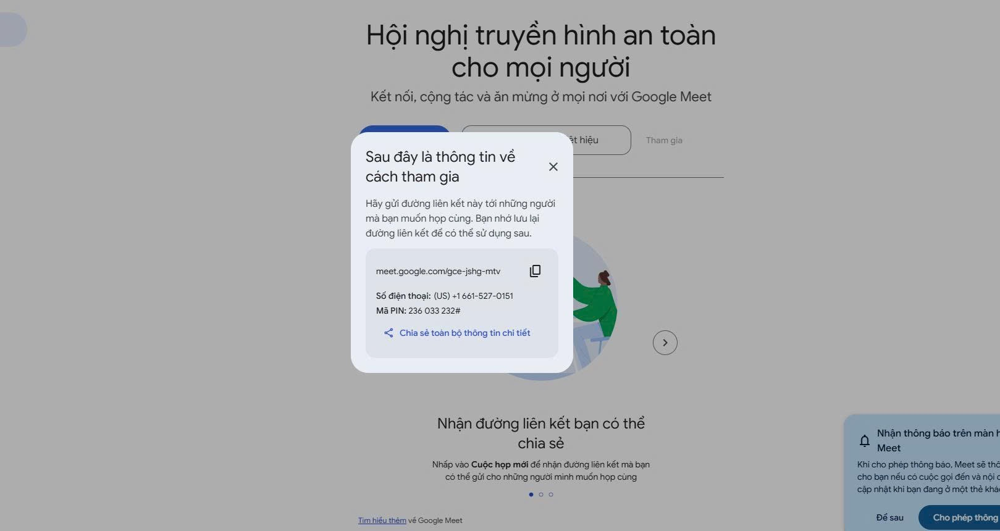 Hội nghị truyền hình an toàn
cho mọi người
Kết nối, cộng tác và ăn mừng ở mọi nơi với Google Meet
ệt hiệu
Tham gia
Sau đây là thông tin về
cách tham gia
Hãy gửi đường liên kết này tới những người
mà bạn muốn họp cùng. Bạn nhớ lưu lại
đường liên kết để có thể sử dụng sau.
meet.google.com/gce-jshg-mtv
Số điện thoại: (US) +1 661-527-0151
Mã PIN: 236 033 232#
Chia sẻ toàn bộ thông tin chi tiết
Nhận đường liên kết bạn có thể
chia sẻ
Nhấp vào Cuộc họp mới để nhận đường liên kết mà bạn
có thể gửi cho những người mình muốn họp cùng
Tìm hiểu thêm về Google Meet
Nhận thông báo trên màn h
Meet
Khi cho phép thông báo, Meet sẽ thô
cho bạn nếu có cuộc gọi đến và nội d
cập nhật khi bạn đang ở một thẻ khác
Để sau
Cho phép thông